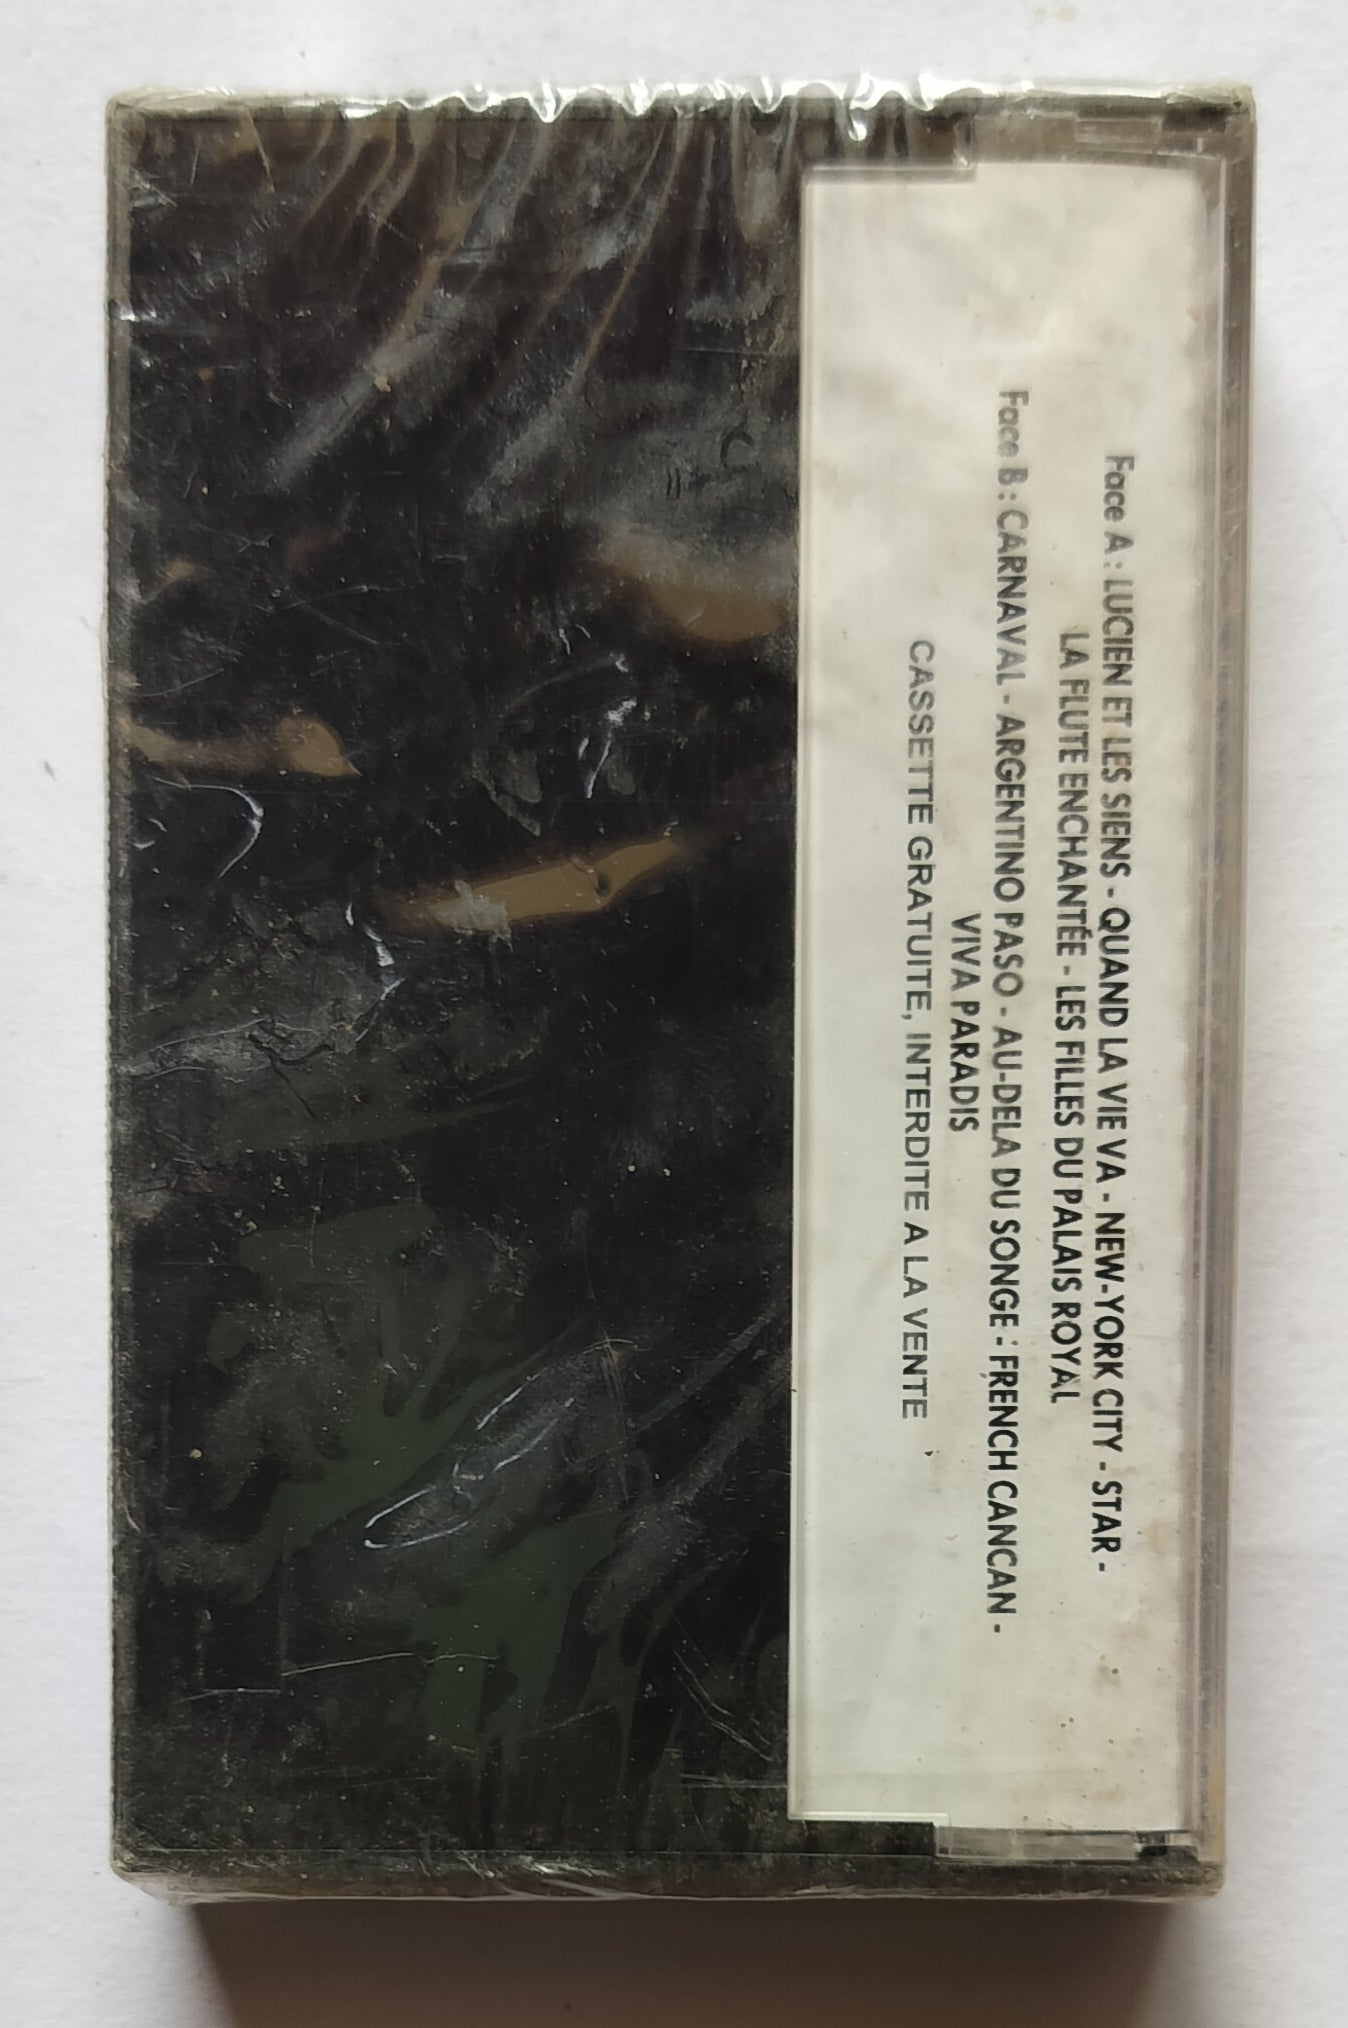 Face A : LUCIEN ET LES SIENS - QUAND LA VIE VA - NEW-YORK CITY - STAR -
LA FLUTE ENCHANTÉE - LES FILLES DU PALAIS ROYAL
Face B : CARNAVAL - ARGENTINO PASO - AU-DELA DU SONGE - FRENCH CANCAN -
VIVA PARADIS
CASSETTE GRATUITE, INTERDITE A LA VENTE